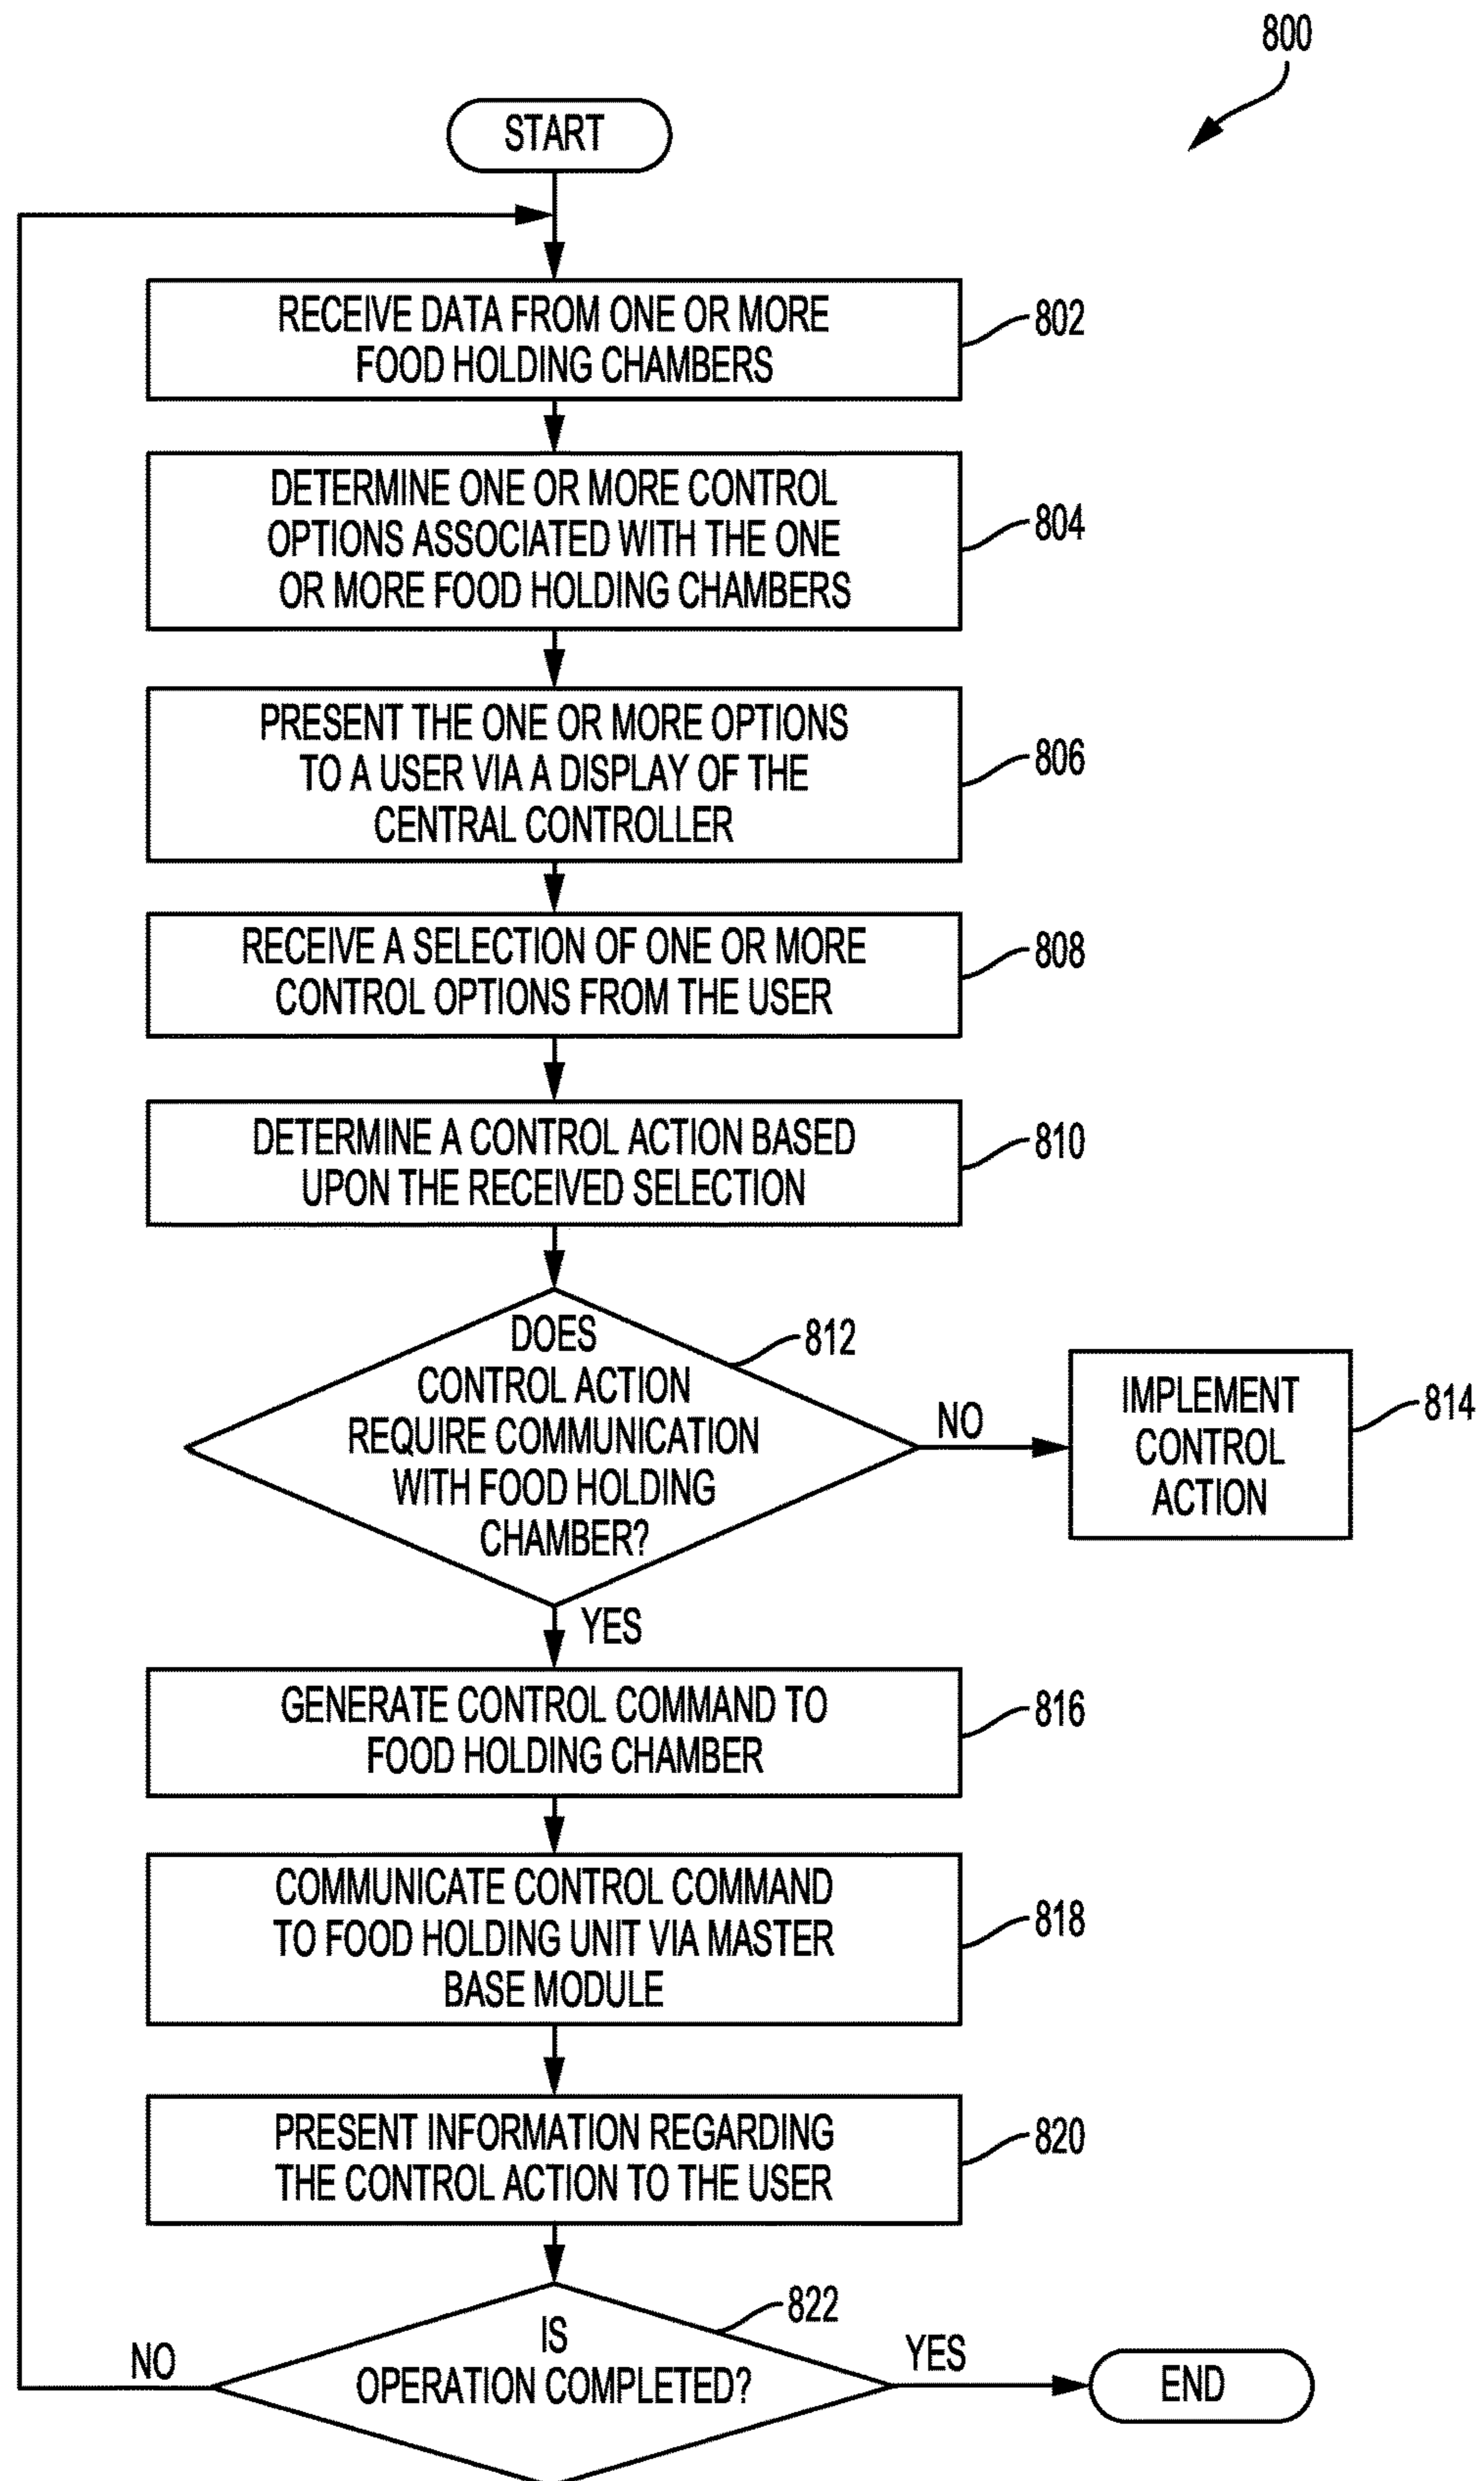 800
START
RECEIVE DATA FROM ONE OR MORE
FOOD HOLDING CHAMBERS
802
DETERMINE ONE OR MORE CONTROL
OPTIONS ASSOCIATED WITH THE ONE
OR MORE FOOD HOLDING CHAMBERS
804
PRESENT THE ONE OR MORE OPTIONS
TO A USER VIA A DISPLAY OF THE
CENTRAL CONTROLLER
806
RECEIVE A SELECTION OF ONE OR MORE
CONTROL OPTIONS FROM THE USER
808
DETERMINE A CONTROL ACTION BASED
UPON THE RECEIVED SELECTION
810
DOES
CONTROL ACTION
REQUIRE COMMUNICATION
WITH FOOD HOLDING
CHAMBER?
812
NO
IMPLEMENT
CONTROL
ACTION
814
YES
GENERATE CONTROL COMMAND TO
FOOD HOLDING CHAMBER
816
COMMUNICATE CONTROL COMMAND
TO FOOD HOLDING UNIT VIA MASTER
BASE MODULE
818
PRESENT INFORMATION REGARDING
THE CONTROL ACTION TO THE USER
820
IS
OPERATION COMPLETED?
822
NO
YES
END